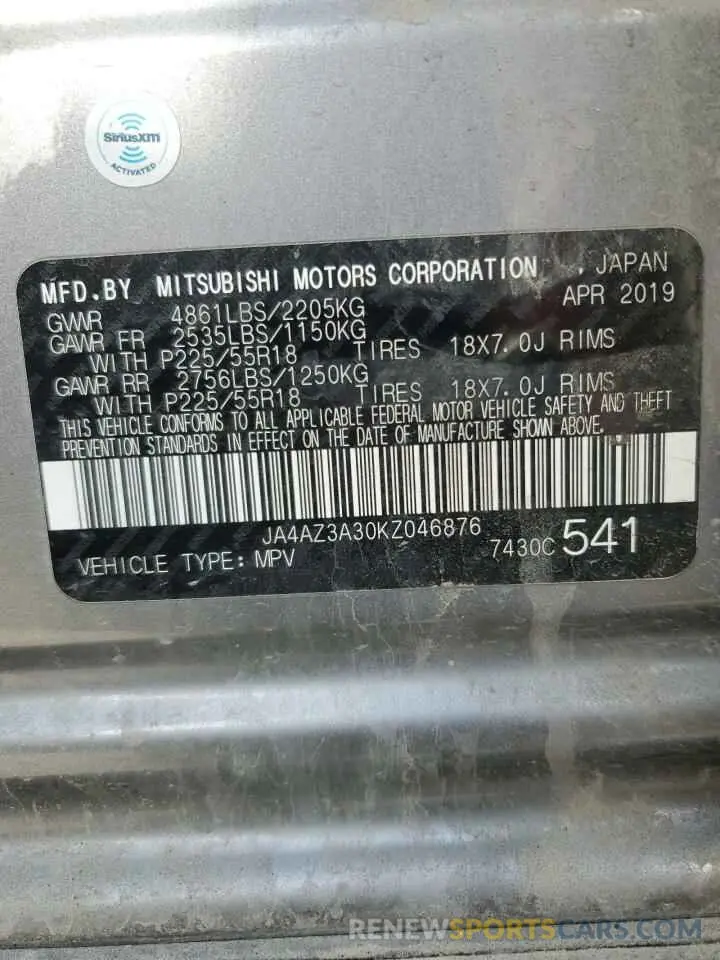 SiriusXM
ACTIVATED
MFD.BY MITSUBISHI MOTORS CORPORATION , JAPAN
APR 2019
GVWR 4861LBS/2205KG
GAWR FR 2535LBS/1150KG
WITH P225/55R18 TIRES 18X7.0J RIMS
GAWR RR 2756LBS/1250KG
WITH P225/55R18 TIRES 18X7.0J RIMS
THIS VEHICLE CONFORMS TO ALL APPLICABLE FEDERAL MOTOR VEHICLE SAFETY AND THEFT
PREVENTION STANDARDS IN EFFECT ON THE DATE OF MANUFACTURE SHOWN ABOVE.
JA4AZ3A30KZ046876
VEHICLE TYPE: MPV 7430C 541
RENEWSPORTSCARS.COM